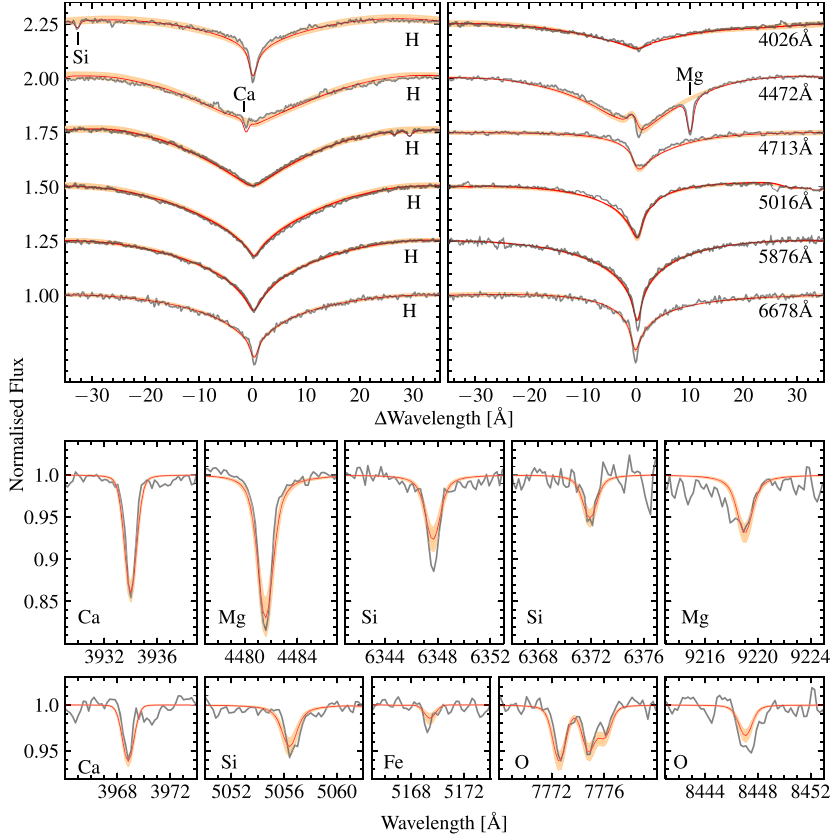 2.25
2.00
1.75
1.50
1.25
1.00
Si
H
Ca
H
H
H
H
H
−30 −20 −10 0 10 20 30
4026Å
Mg
4472Å
4713Å
5016Å
5876Å
6678Å
−30 −20 −10 0 10 20 30
ΔWavelength [Å]
Normalised Flux
1.0
0.95
0.9
0.85
Ca
3932 3936
Mg
4480 4484
Si
6344 6348 6352
Si
6368 6372 6376
Mg
9216 9220 9224
1.0
0.95
Ca
3968 3972
Si
5052 5056 5060
Fe
5168 5172
O
7772 7776
O
8444 8448 8452
Wavelength [Å]